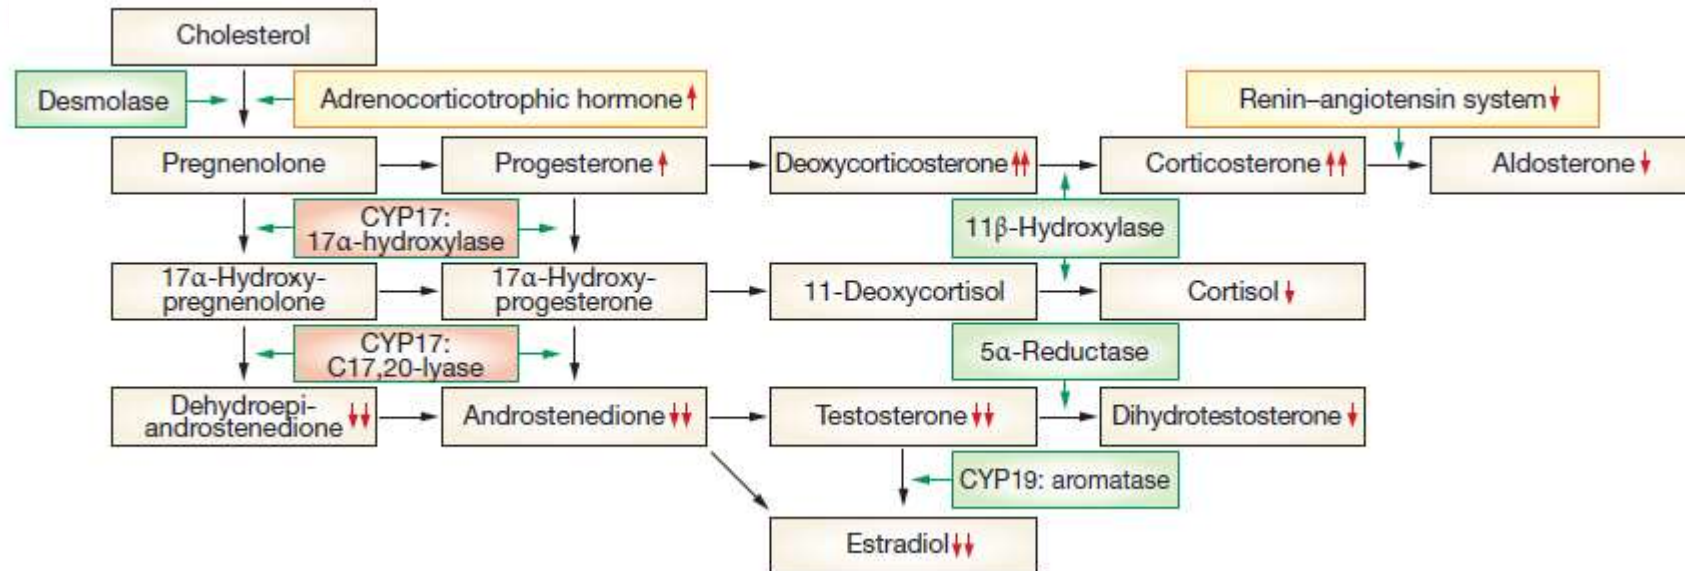 Cholesterol
Desmolase
Adrenocorticotrophic hormone
Renin–angiotensin system
Pregnenolone
Progesterone
Deoxycorticosterone
Corticosterone
Aldosterone
CYP17:
17α-hydroxylase
11β-Hydroxylase
17α-Hydroxy-
pregnenolone
17α-Hydroxy-
progesterone
11-Deoxycortisol
Cortisol
CYP17:
C17,20-lyase
5α-Reductase
Dehydroepi-
androstenedione
Androstenedione
Testosterone
Dihydrotestosterone
CYP19: aromatase
Estradiol